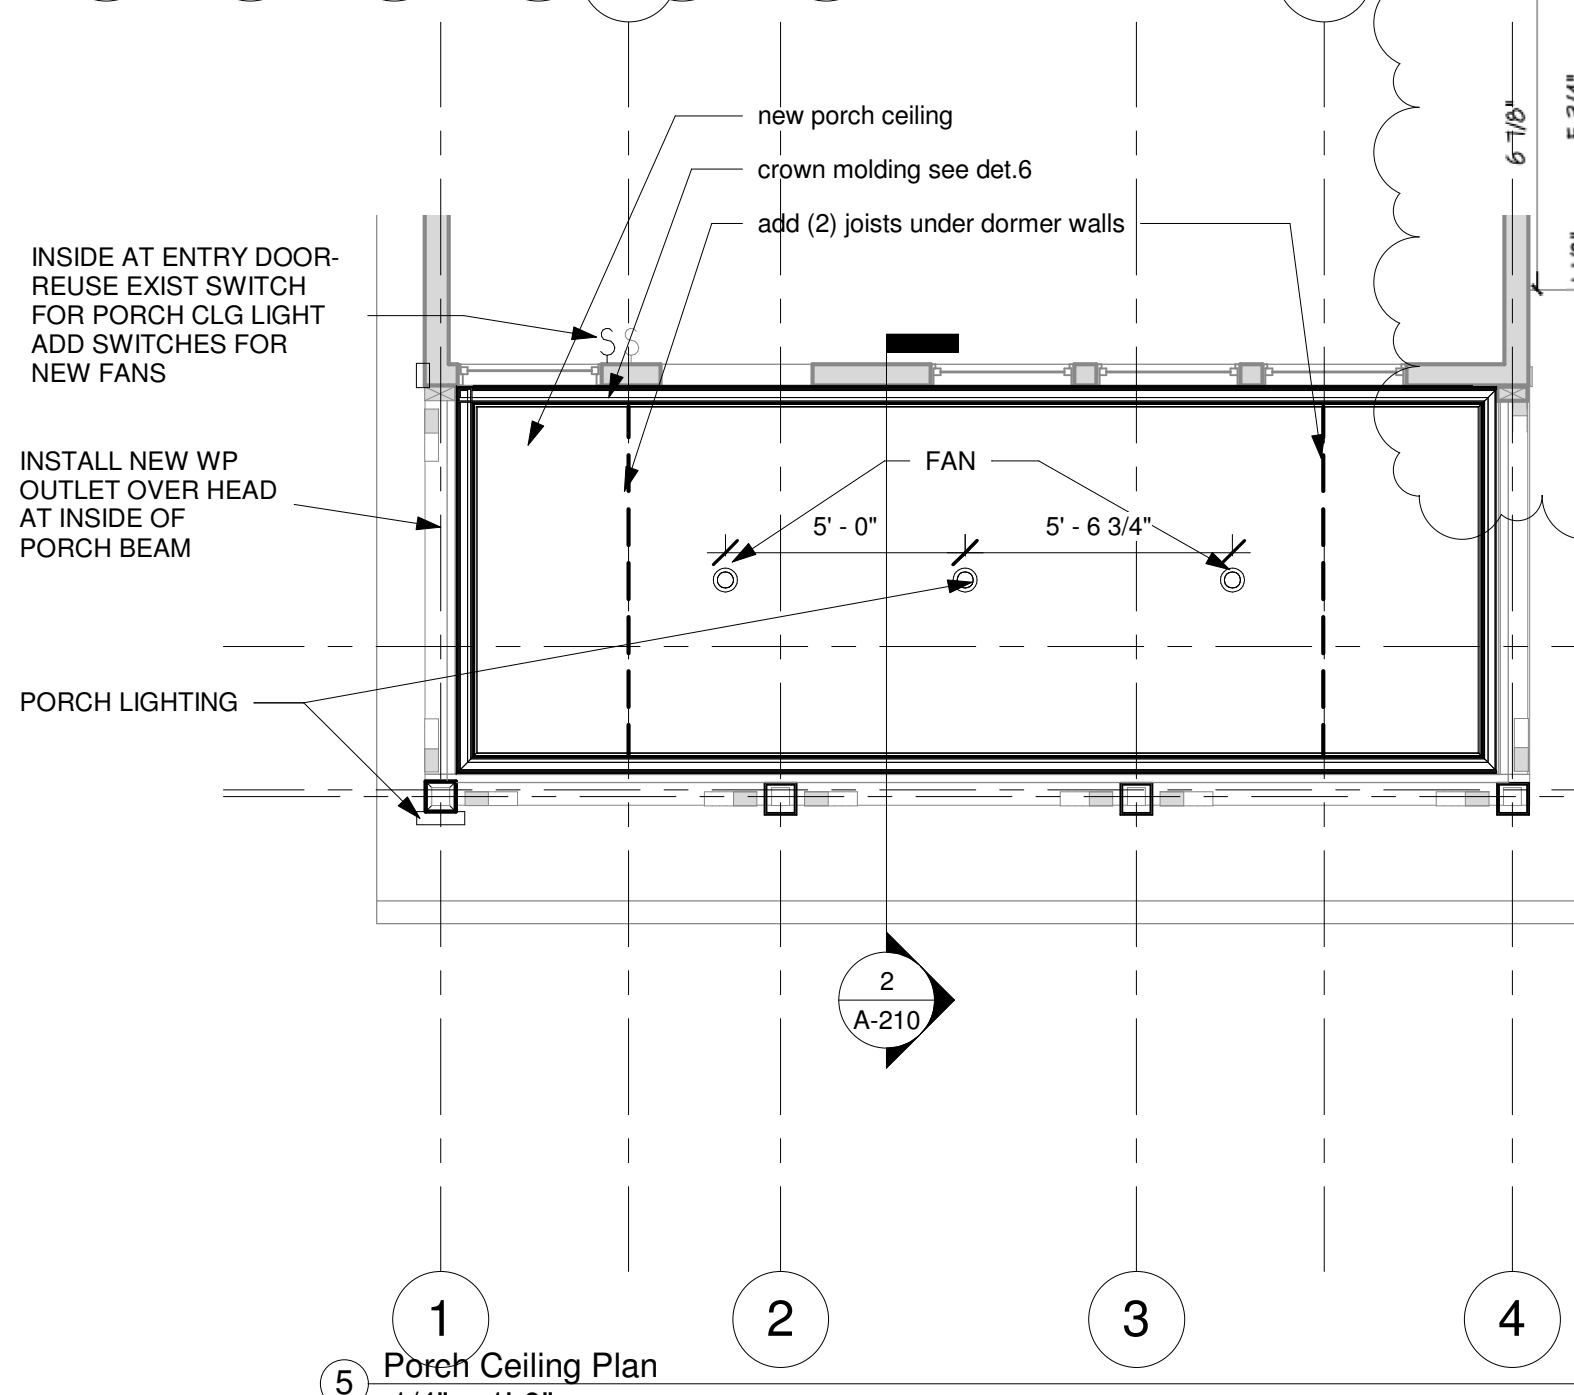 new porch ceiling
crown molding see det.6
add (2) joists under dormer walls
6 7/8"
INSIDE AT ENTRY DOOR-
REUSE EXIST SWITCH
FOR PORCH CLG LIGHT
ADD SWITCHES FOR
NEW FANS
S S
INSTALL NEW WP
OUTLET OVER HEAD
AT INSIDE OF
PORCH BEAM
FAN
5' - 0"
5' - 6 3/4"
PORCH LIGHTING
2
A-210
1
2
3
4
5
Porch Ceiling Plan